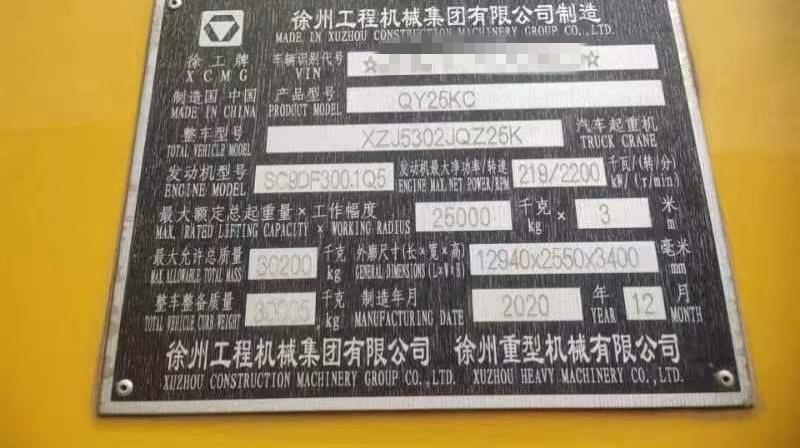 徐州工程机械集团有限公司制造
MADE IN XUZHOU CONSTRUCTION MACHINERY GROUP CO.,LTD.
徐工牌
XCMG
车辆识别代号
VIN
☆ ☆
制造国 中国
MADE IN CHINA
产品型号
PRODUCT MODEL
QY25KC
整车型号
TOTAL VEHICLE MODEL
XZJ5302JQZ25K
汽车起重机
TRUCK CRANE
发动机型号
ENGINE MODEL
SC9DF300.1Q5
发动机最大净功率/转速
ENGINE MAX. NET POWER/RPM
219/2200
千瓦/(转/分)
kW/(r/min)
最大额定总起重量×工作幅度
MAX. RATED LIFTING CAPACITY × WORKING RADIUS
25000
千克
kg
×
3
米
m
最大允许总质量
MAX ALLOWABLE TOTAL MASS
30200
千克
kg
外廓尺寸(长×宽×高)
GENERAL DIMENSIONS (L×W×H)
12940x2550x3400
毫米
mm
整车整备质量
TOTAL VEHICLE CURB WEIGHT
30005
千克
kg
制造年月
MANUFACTURING DATE
2020
年
YEAR
12
月
MONTH
徐州工程机械集团有限公司 徐州重型机械有限公司
XUZHOU CONSTRUCTION MACHINERY GROUP CO.,LTD. XUZHOU HEAVY MACHINERY CO.,LTD.